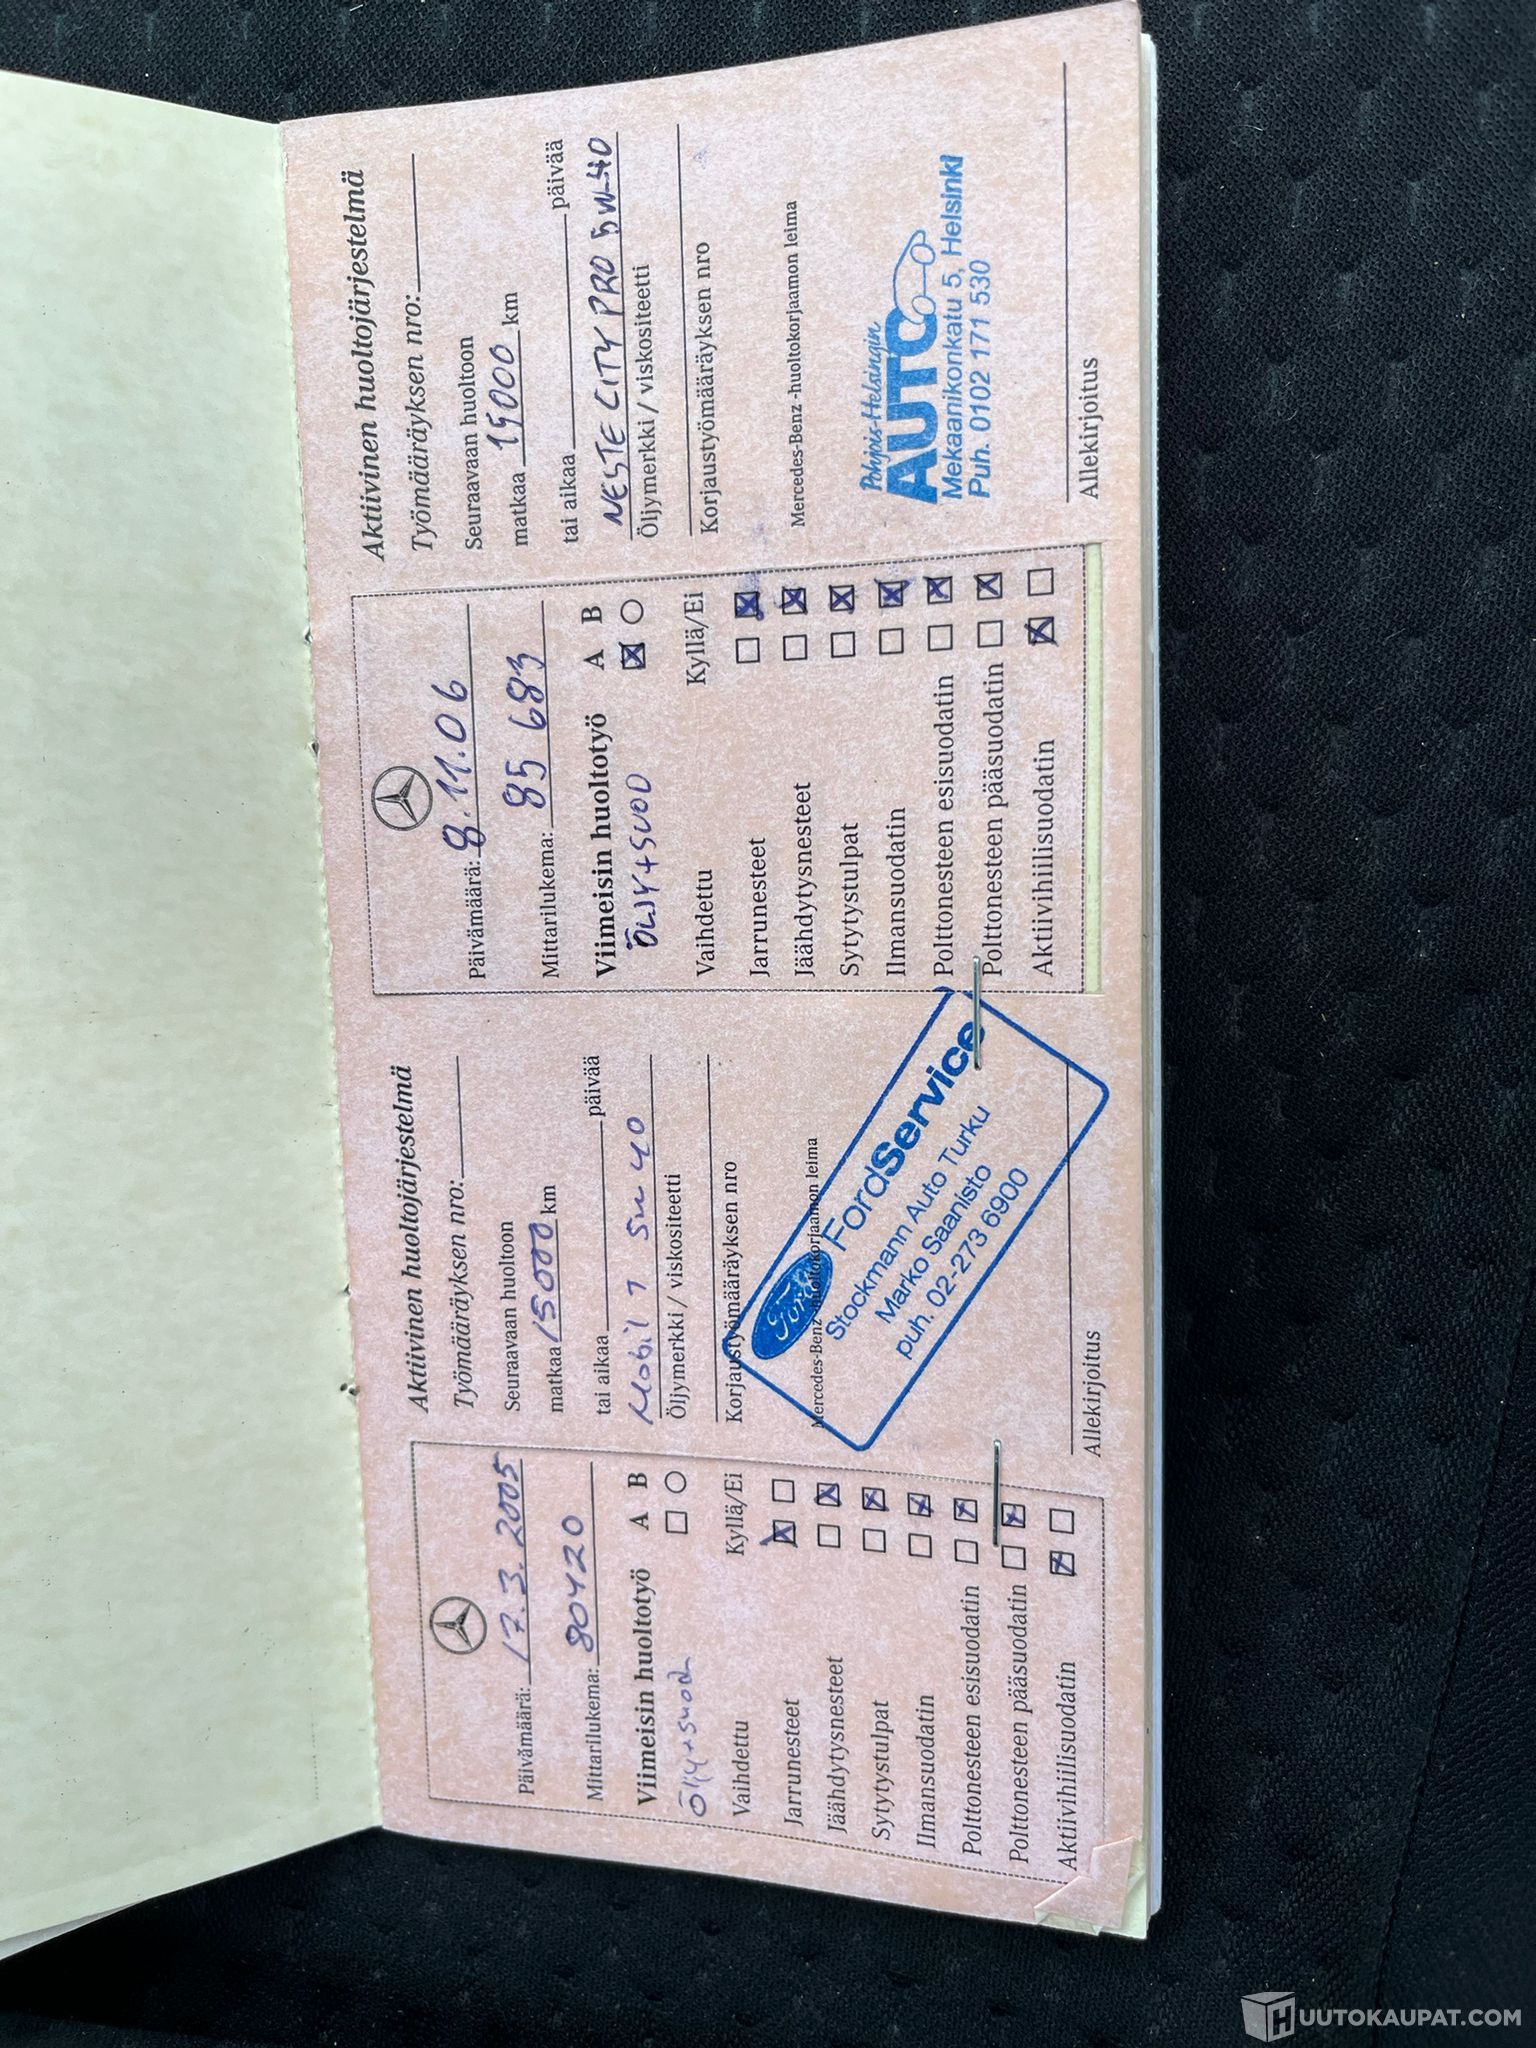 Päivämäärä: 17.3.2005
Mittarilukema: 80420
Viimeisin huoltotyö A B
Öljy+suod
Vaihdettu Kyllä/Ei
Jarrunesteet
Jäähdytysnesteet
Sytytystulpat
Ilmansuodatin
Polttonesteen esisuodatin
Polttonesteen pääsuodatin
Aktiivihiilisuodatin
Aktiivinen huoltojärjestelmä
Työmääräyksen nro:
Seuraavaan huoltoon
matkaa 15000 km
tai aikaa päivää
Mobil 1 5w40
Öljymerkki / viskositeetti
Korjaustyömääräyksen nro
Mercedes-Benz -huoltokorjaamon leima
Ford FordService
Stockmann Auto Turku
Marko Saanisto
puh. 02-273 6900
Allekirjoitus
Päivämäärä: 8.11.06
Mittarilukema: 85 683
Viimeisin huoltotyö A B
ÖLJY+SUOD
Vaihdettu Kyllä/Ei
Jarrunesteet
Jäähdytysnesteet
Sytytystulpat
Ilmansuodatin
Polttonesteen esisuodatin
Polttonesteen pääsuodatin
Aktiivihiilisuodatin
Aktiivinen huoltojärjestelmä
Työmääräyksen nro:
Seuraavaan huoltoon
matkaa 15000 km
tai aikaa päivää
NESTE CITY PRO 5W-40
Öljymerkki / viskositeetti
Korjaustyömääräyksen nro
Mercedes-Benz -huoltokorjaamon leima
Pohjois-Helsingin
AUTO
Mekaanikonkatu 5, Helsinki
Puh. 0102 171 530
Allekirjoitus
HUUTOKAUPAT.COM